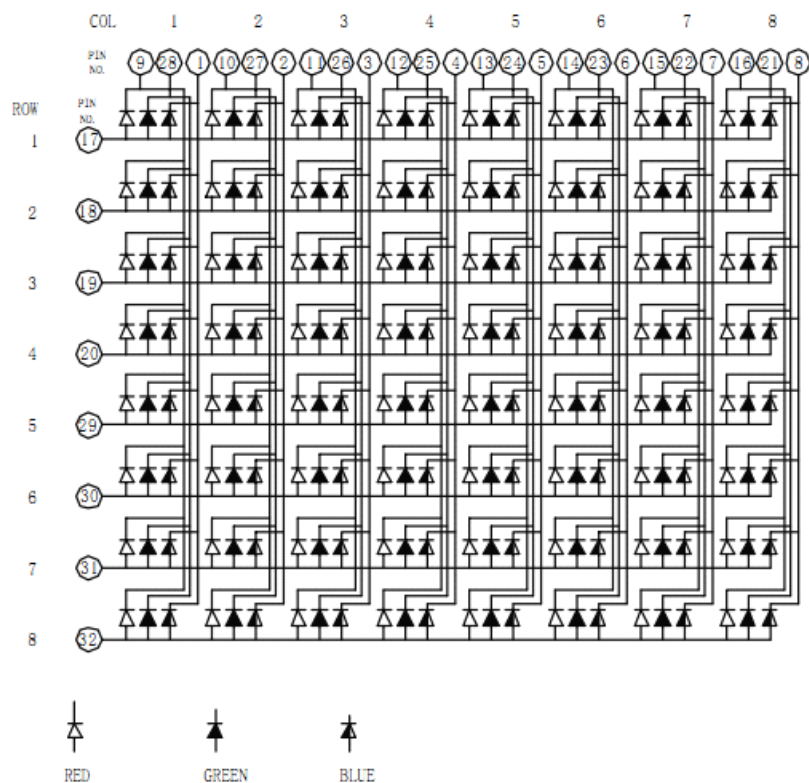 COL 1 2 3 4 5 6 7 8
PIN NO. 9 28 1 10 27 2 11 26 3 12 25 4 13 24 5 14 23 6 15 22 7 16 21 8
ROW PIN NO.
1 17
2 18
3 19
4 20
5 29
6 30
7 31
8 32
RED GREEN BLUE